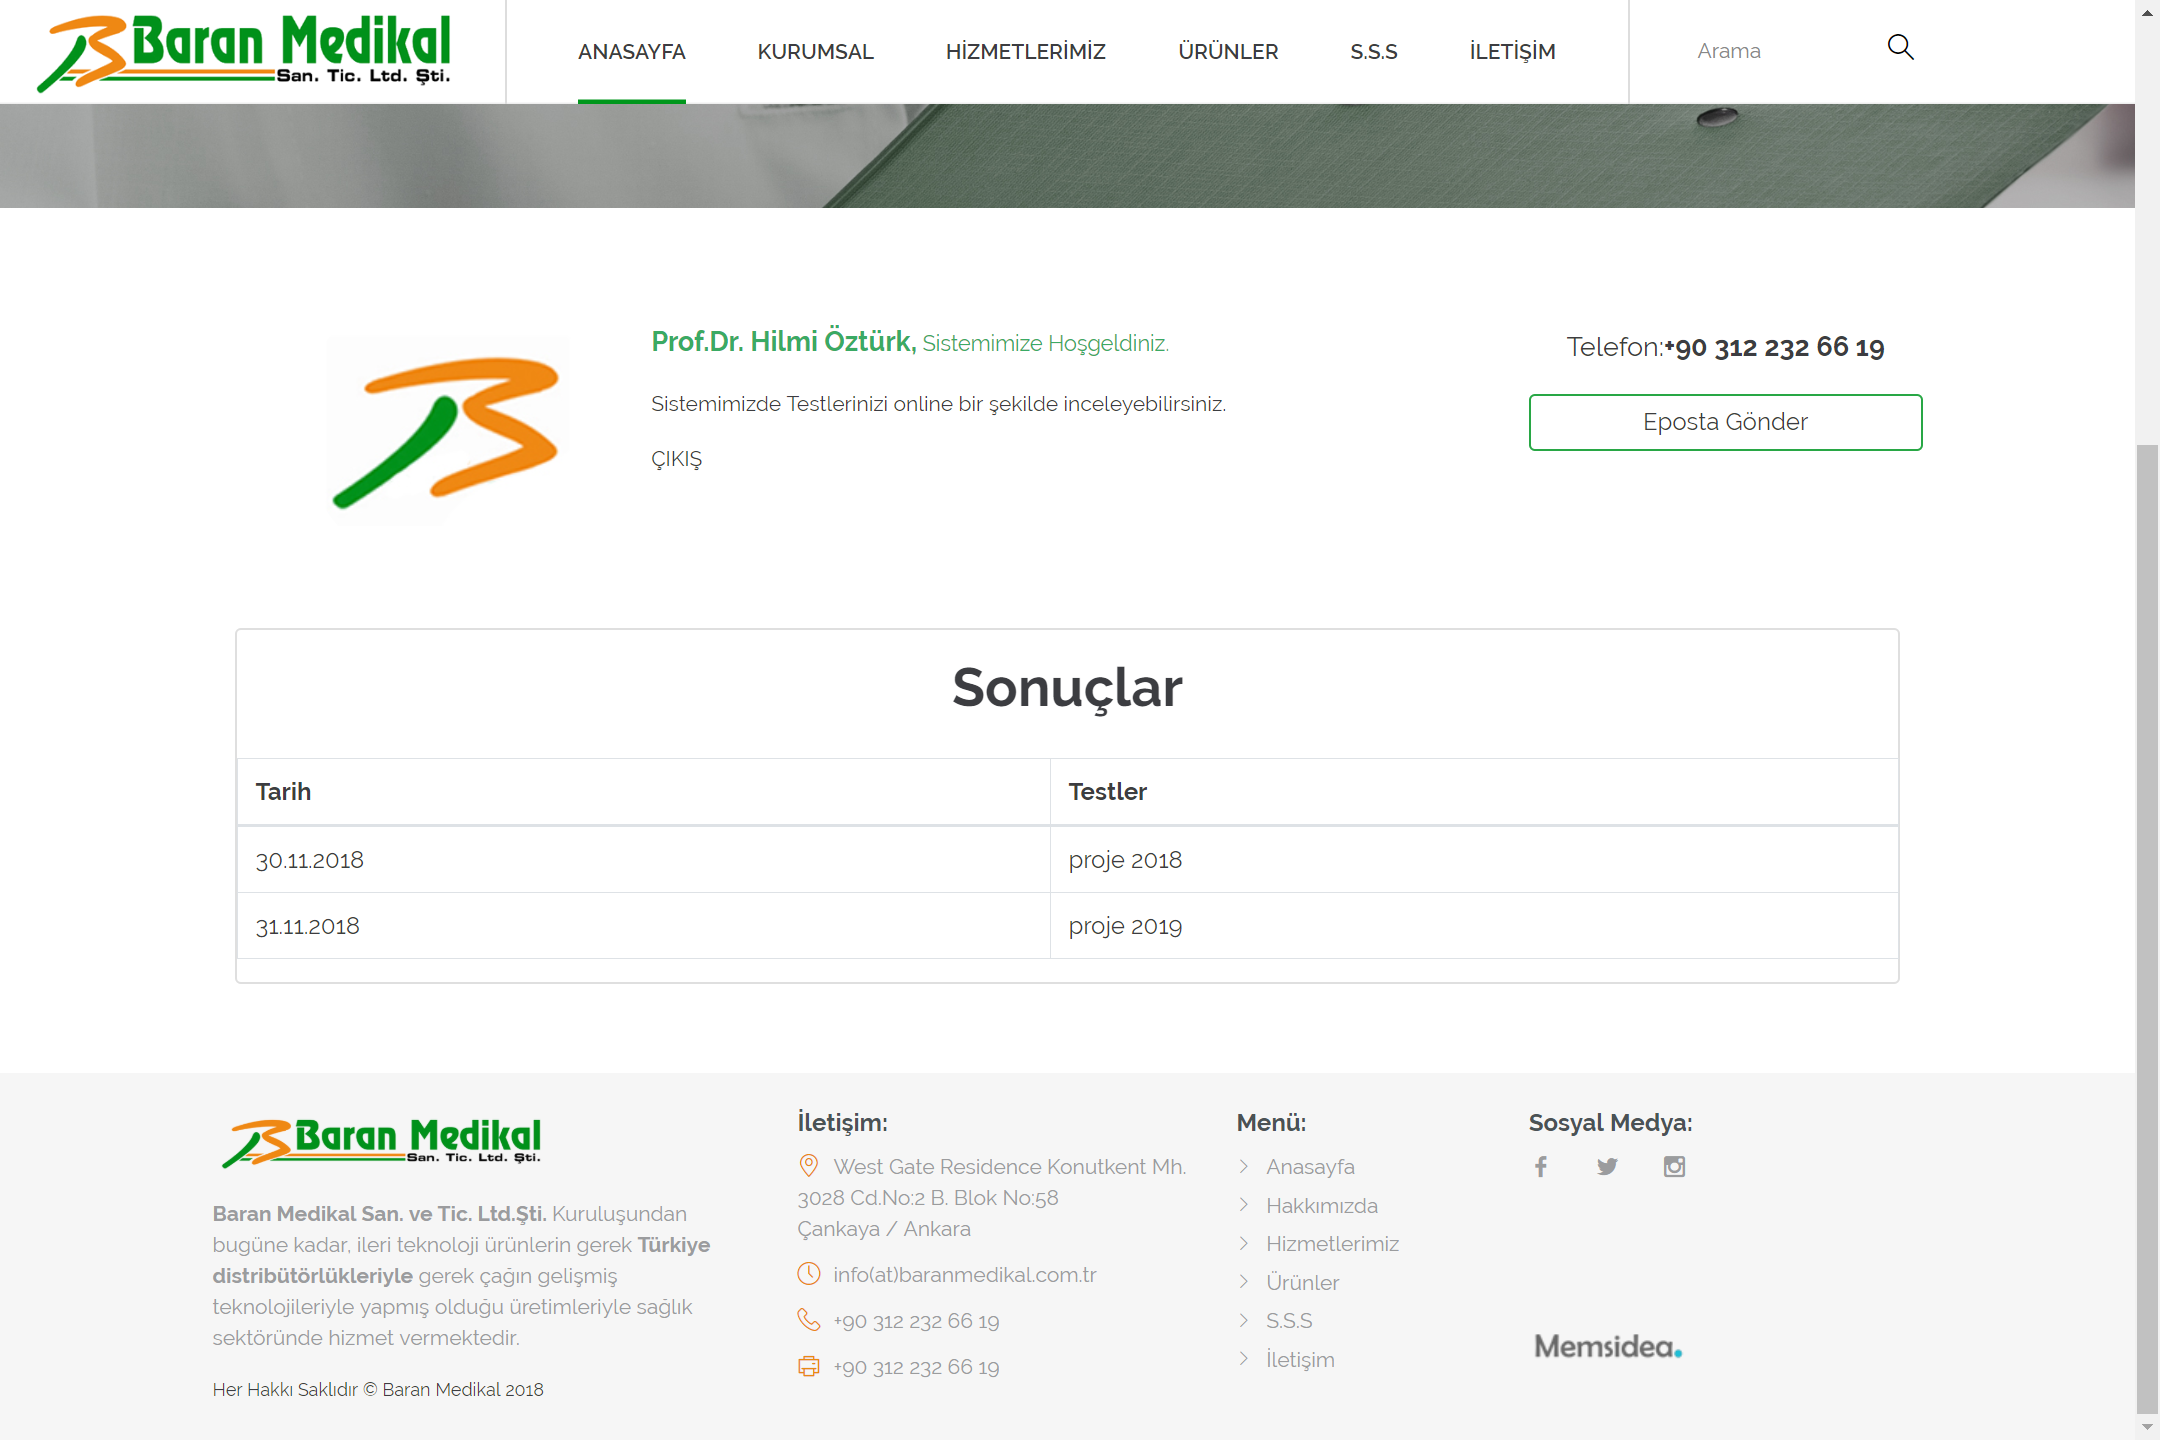 Baran Medikal
San. Tic. Ltd. Şti.
ANASAYFA
KURUMSAL
HİZMETLERİMİZ
ÜRÜNLER
S.S.S
İLETİŞİM
Arama
Prof.Dr. Hilmi Öztürk, Sistemimize Hoşgeldiniz.
Sistemimizde Testlerinizi online bir şekilde inceleyebilirsiniz.
ÇIKIŞ
Telefon:+90 312 232 66 19
Eposta Gönder
Sonuçlar
Tarih Testler
30.11.2018 proje 2018
31.11.2018 proje 2019
Baran Medikal
San. Tic. Ltd. Şti.
Baran Medikal San. ve Tic. Ltd.Şti. Kuruluşundan
bugüne kadar, ileri teknoloji ürünlerin gerek Türkiye
distribütörlükleriyle gerek çağın gelişmiş
teknolojileriyle yapmış olduğu üretimleriyle sağlık
sektöründe hizmet vermektedir.
Her Hakkı Saklıdır © Baran Medikal 2018
İletişim:
West Gate Residence Konutkent Mh.
3028 Cd.No:2 B. Blok No:58
Çankaya / Ankara
info(at)baranmedikal.com.tr
+90 312 232 66 19
+90 312 232 66 19
Menü:
Anasayfa
Hakkımızda
Hizmetlerimiz
Ürünler
S.S.S
İletişim
Sosyal Medya:
Memsidea.